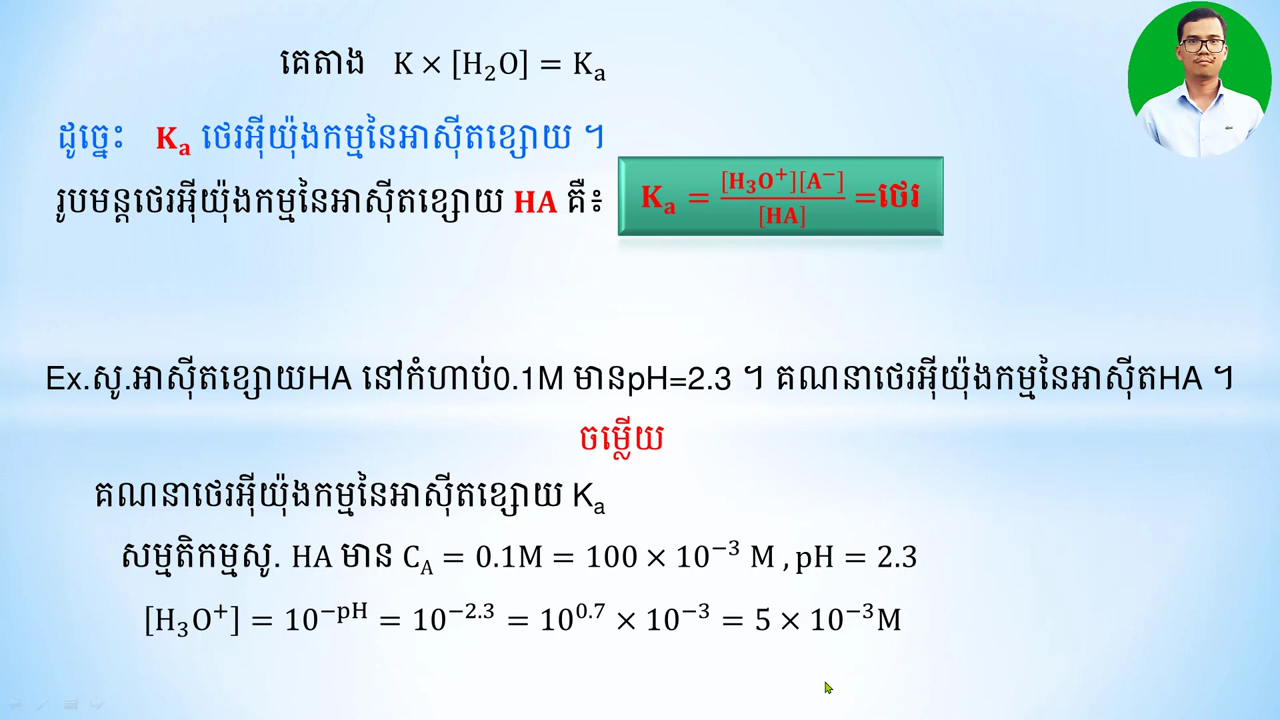 គេតាង K × [H₂O] = Kₐ
ដូច្នេះ Kₐ ថេរអ៊ីយ៉ុងកម្មនៃអាស៊ីតខ្សោយ ។
រូបមន្តថេរអ៊ីយ៉ុងកម្មនៃអាស៊ីតខ្សោយ HA គឺ៖ Kₐ = [H₃O⁺][A⁻] / [HA] =ថេរ
Ex.សូ.អាស៊ីតខ្សោយHA នៅកំហាប់0.1M មានpH=2.3 ។ គណនាថេរអ៊ីយ៉ុងកម្មនៃអាស៊ីតHA ។
ចម្លើយ
គណនាថេរអ៊ីយ៉ុងកម្មនៃអាស៊ីតខ្សោយ Kₐ
សម្មតិកម្មសូ. HA មាន C_A = 0.1M = 100 × 10⁻³ M , pH = 2.3
[H₃O⁺] = 10^(−pH) = 10^(−2.3) = 10^(0.7) × 10⁻³ = 5 × 10⁻³M